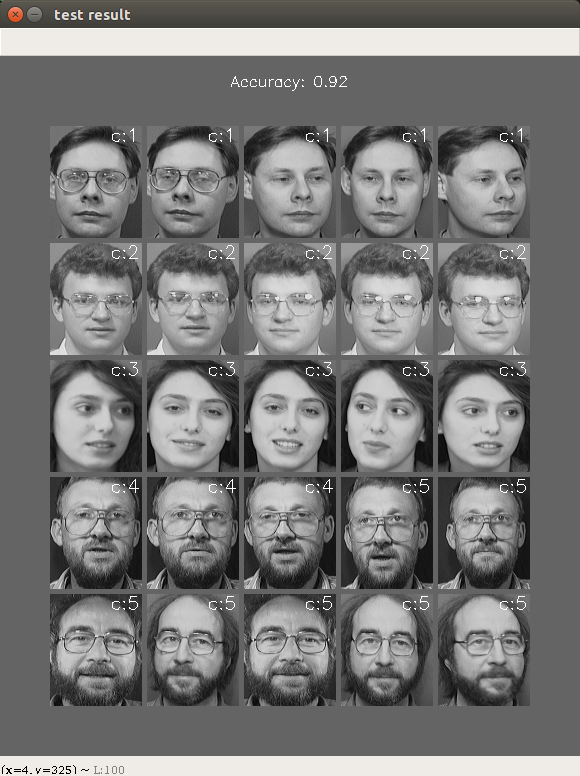 test result
Accuracy: 0.92
c:1 c:1 c:1 c:1 c:1
c:2 c:2 c:2 c:2 c:2
c:3 c:3 c:3 c:3 c:3
c:4 c:4 c:4 c:5 c:5
c:5 c:5 c:5 c:5 c:5
(x=4, y=325) ~ L:100